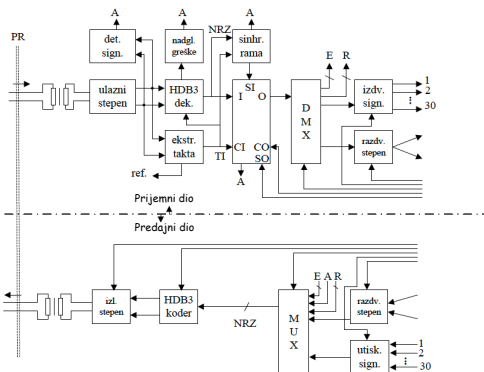 A
A
A
PR
NRZ
det.
sign.
nadgl.
greške
sinhr.
rama
E
R
ulazni
stepen
HDB3
dek.
I
SI
O
D
M
X
izdv.
sign.
1
2
⋮
30
ekstr.
takta
TI
CI
CO
SO
razdv.
stepen
ref.
A
Prijemni dio
Predajni dio
izl.
stepen
HDB3
koder
NRZ
E
A
R
M
U
X
razdv.
stepen
utisk.
sign.
1
2
⋮
30